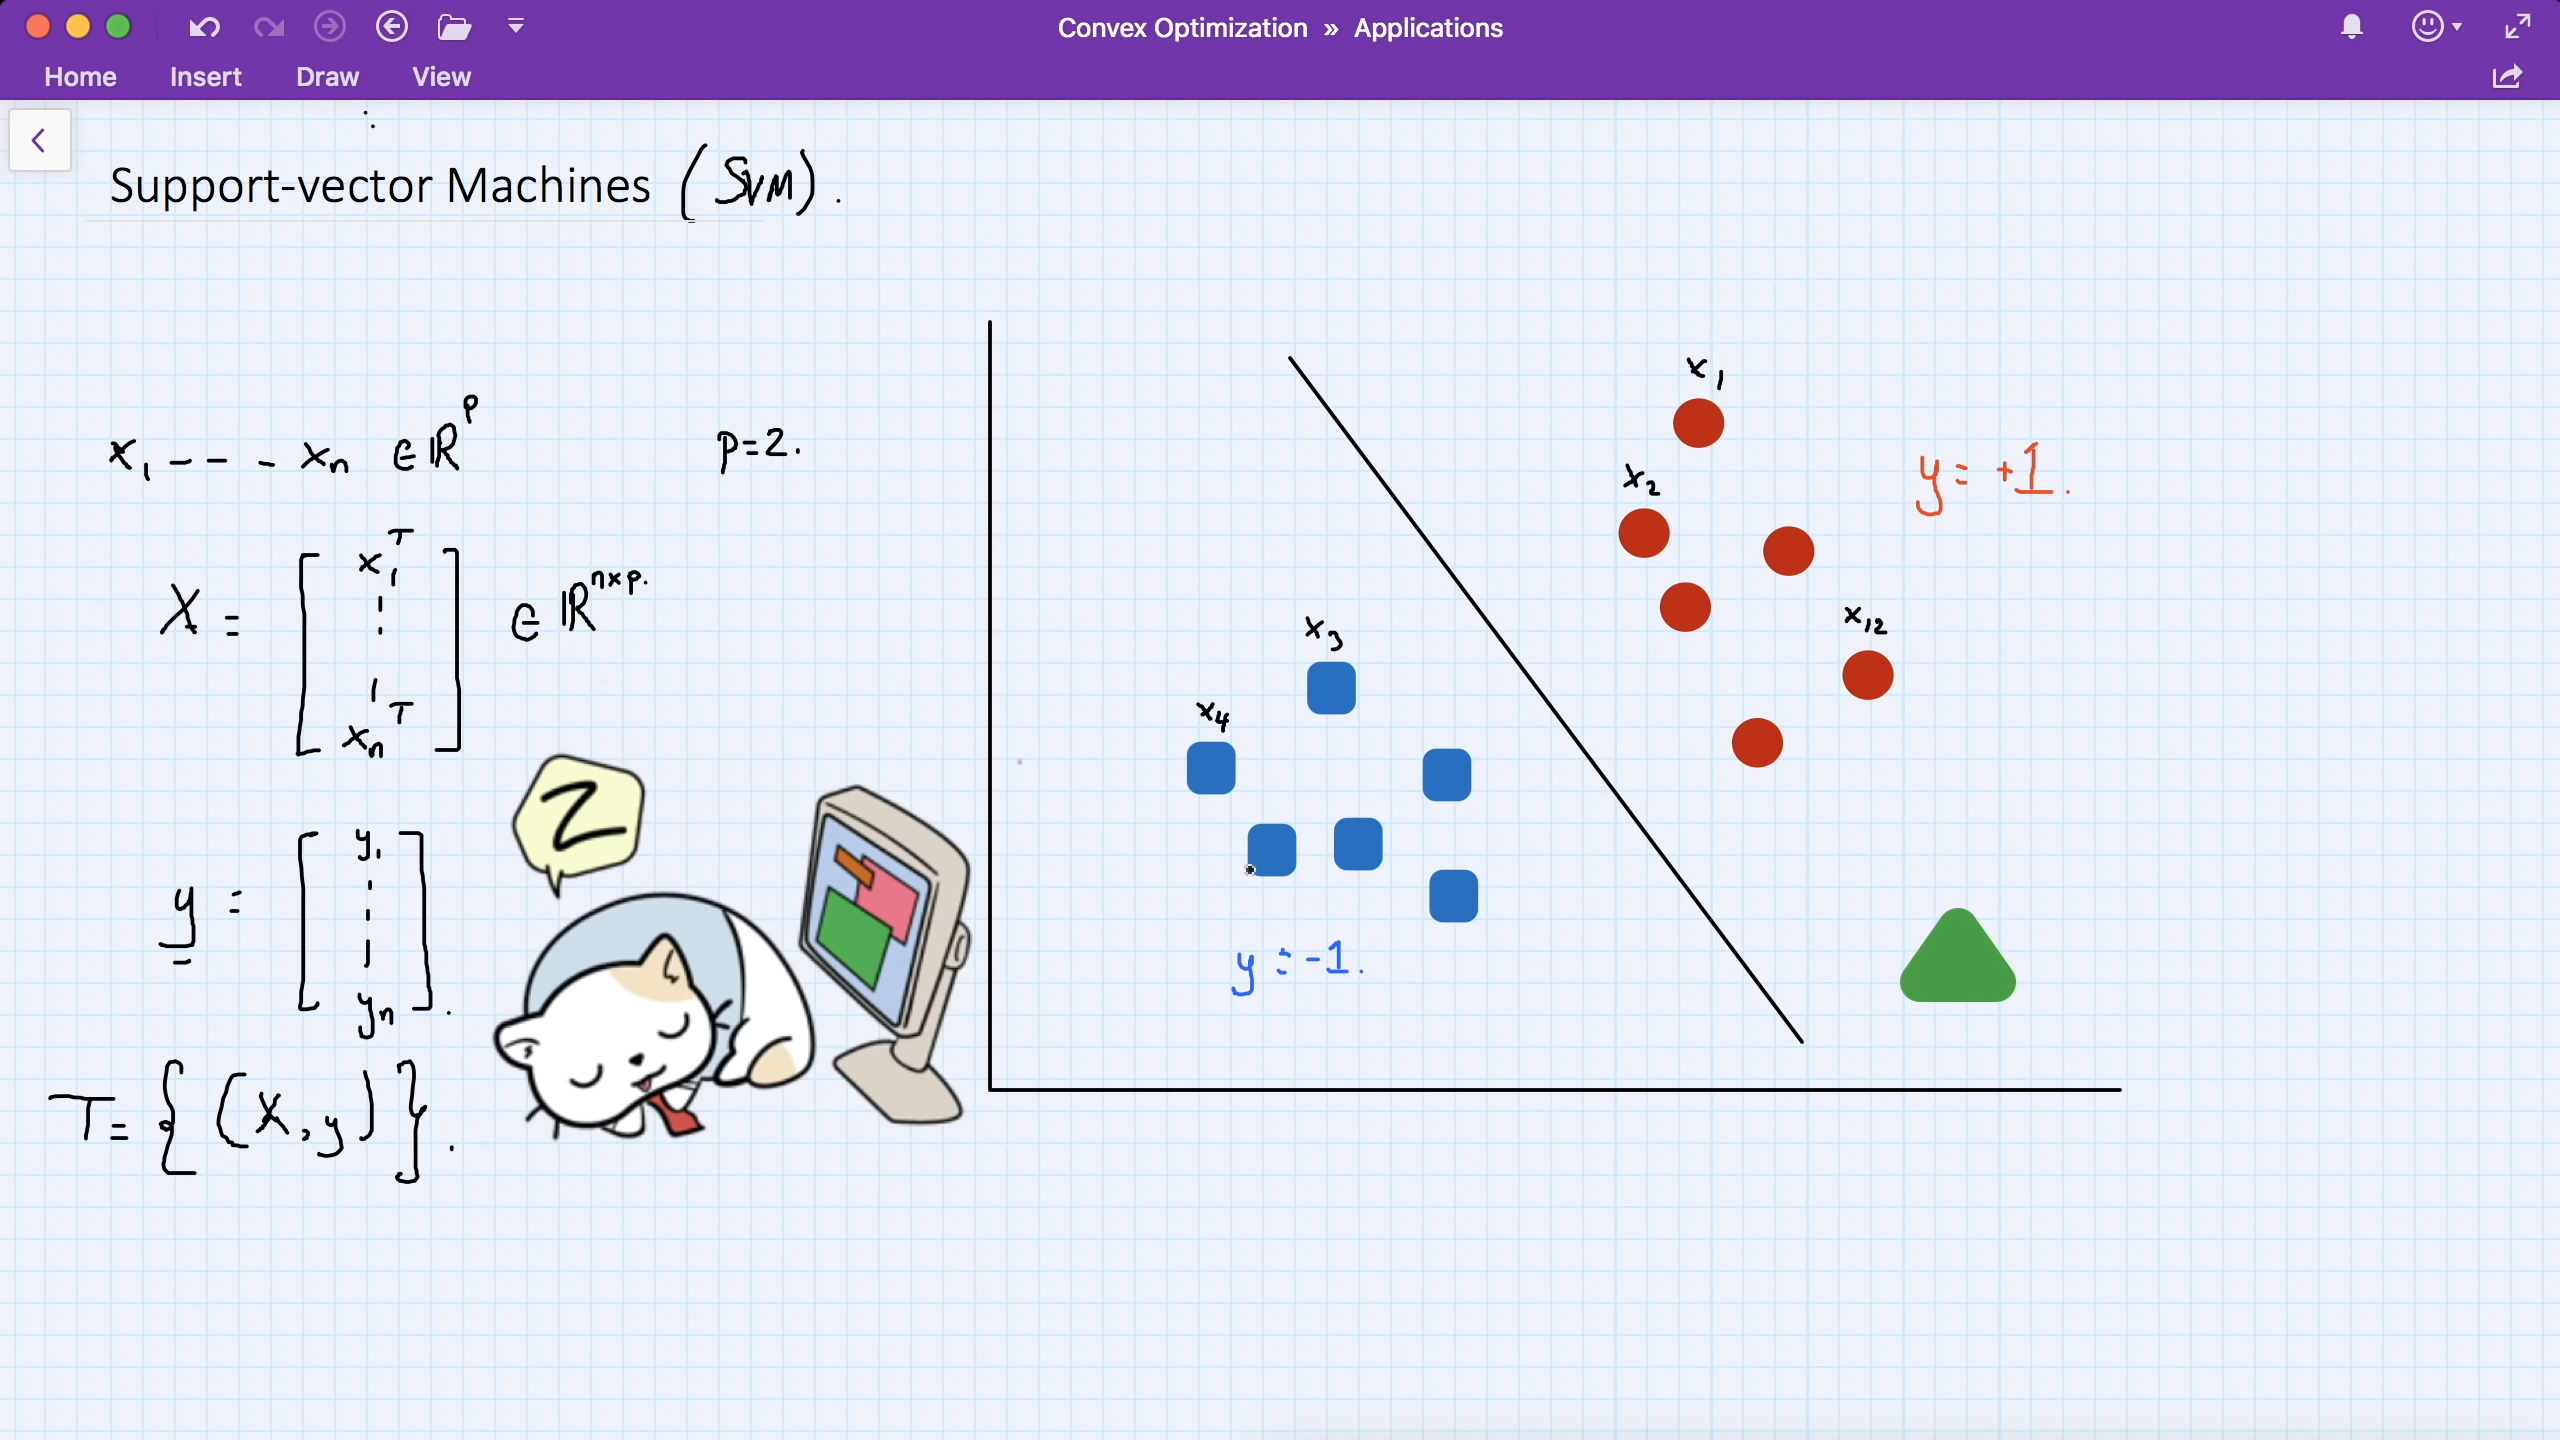 Convex Optimization » Applications
Home Insert Draw View
Support-vector Machines (SVM).
x₁ - - - xₙ ∈ ℝᵖ
p=2.
X = [ x₁ᵀ ⋮ xₙᵀ ] ∈ ℝⁿˣᵖ.
y = [ y₁ ⋮ yₙ ].
T = { (X, y) }.
Z
x₁
x₂
y = +1.
x₃
x₁₂
x₄
y = -1.